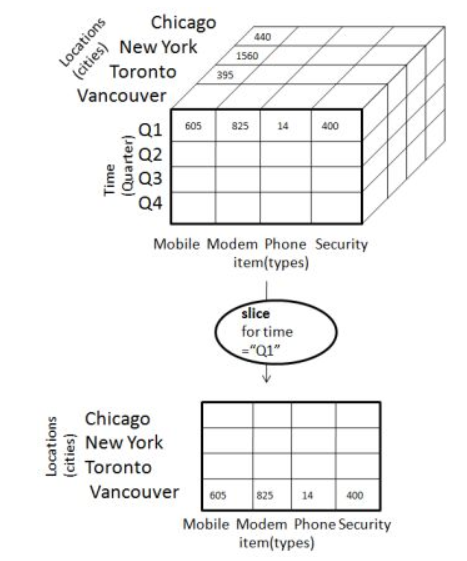 Chicago
New York
Toronto
Vancouver
Locations
(cities)
440
1560
395
Q1 605 825 14 400
Q2
Q3
Q4
Time
(Quarter)
Mobile Modem Phone Security
item(types)
slice
for time
="Q1"
Locations
(cities)
Chicago
New York
Toronto
Vancouver 605 825 14 400
Mobile Modem Phone Security
item(types)